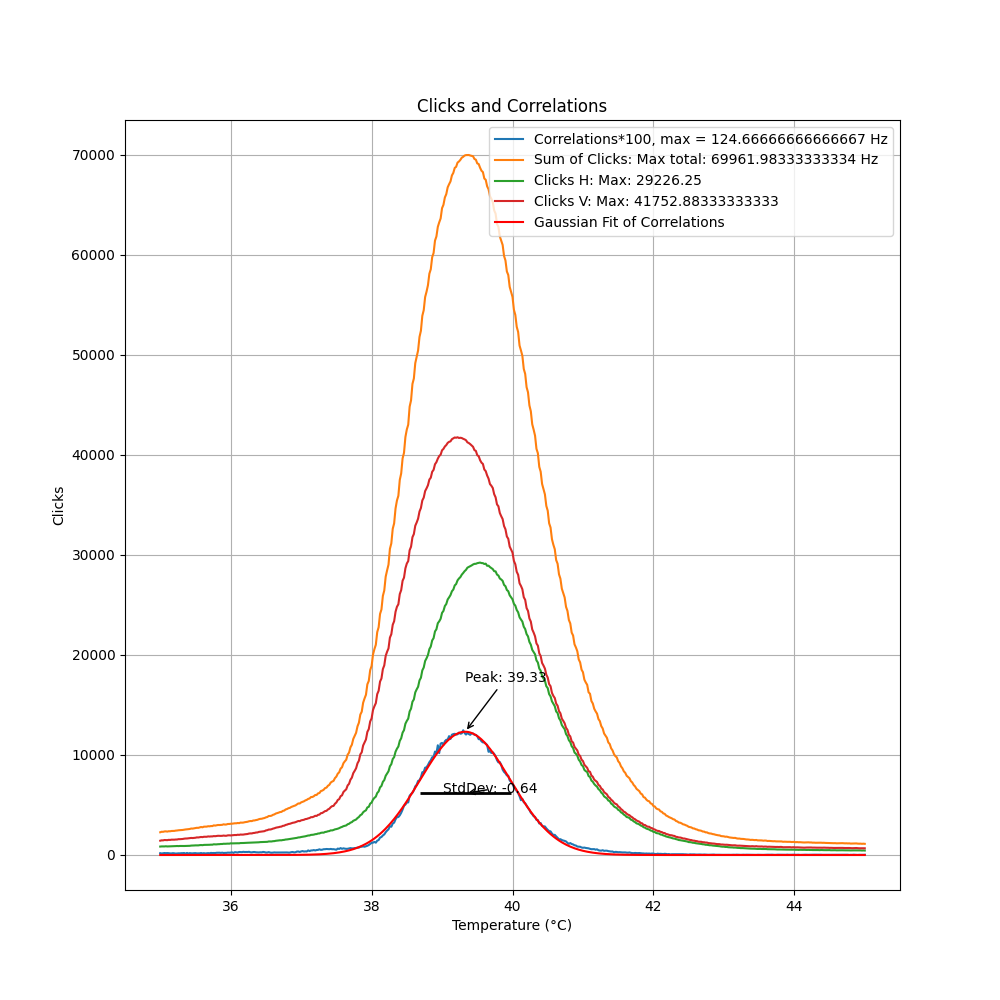 Clicks and Correlations
Correlations*100, max = 124.66666666666667 Hz
Sum of Clicks: Max total: 69961.98333333334 Hz
Clicks H: Max: 29226.25
Clicks V: Max: 41752.88333333333
Gaussian Fit of Correlations
70000
60000
50000
40000
30000
20000
10000
0
Clicks
Peak: 39.33
StdDev: -0.64
36 38 40 42 44
Temperature (°C)